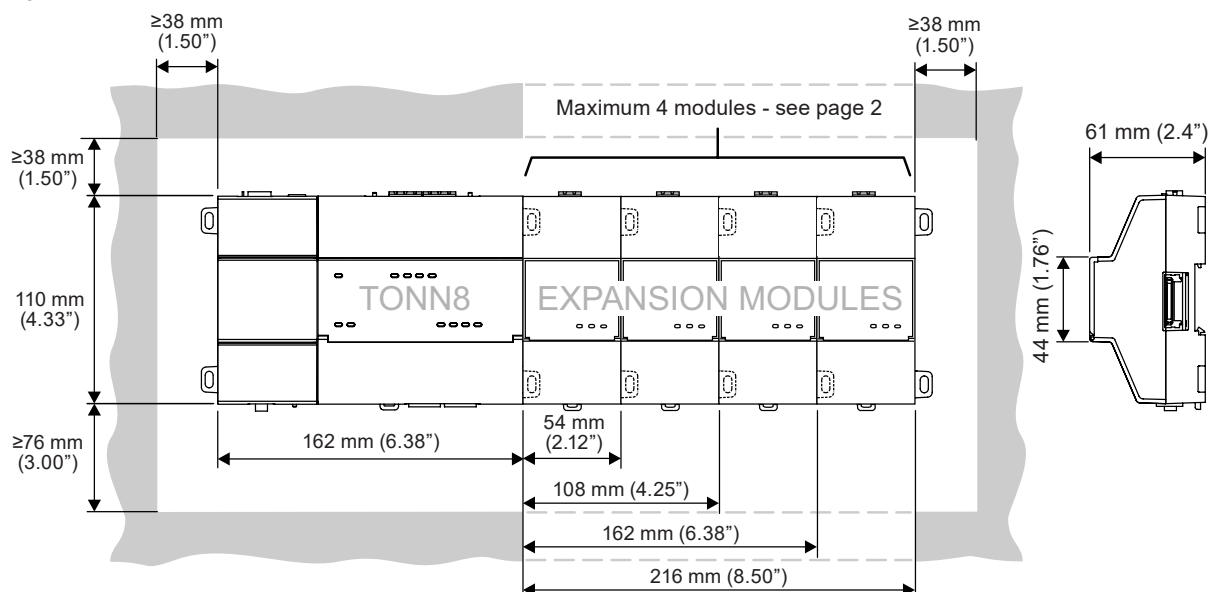 ≥38 mm
(1.50”)
≥38 mm
(1.50”)
Maximum 4 modules - see page 2
61 mm (2.4”)
≥38 mm
(1.50”)
44 mm (1.76”)
110 mm
(4.33”)
TONN8
EXPANSION MODULES
≥76 mm
(3.00”)
162 mm (6.38”)
54 mm
(2.12”)
108 mm (4.25”)
162 mm (6.38”)
216 mm (8.50”)